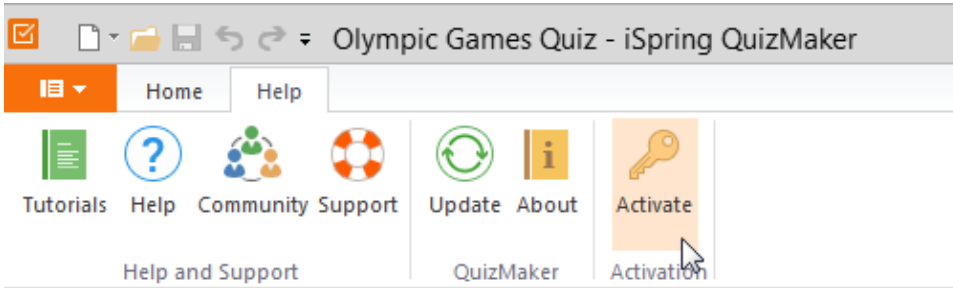 Olympic Games Quiz - iSpring QuizMaker
Home Help
Tutorials Help Community Support Update About Activate
Help and Support QuizMaker Activation